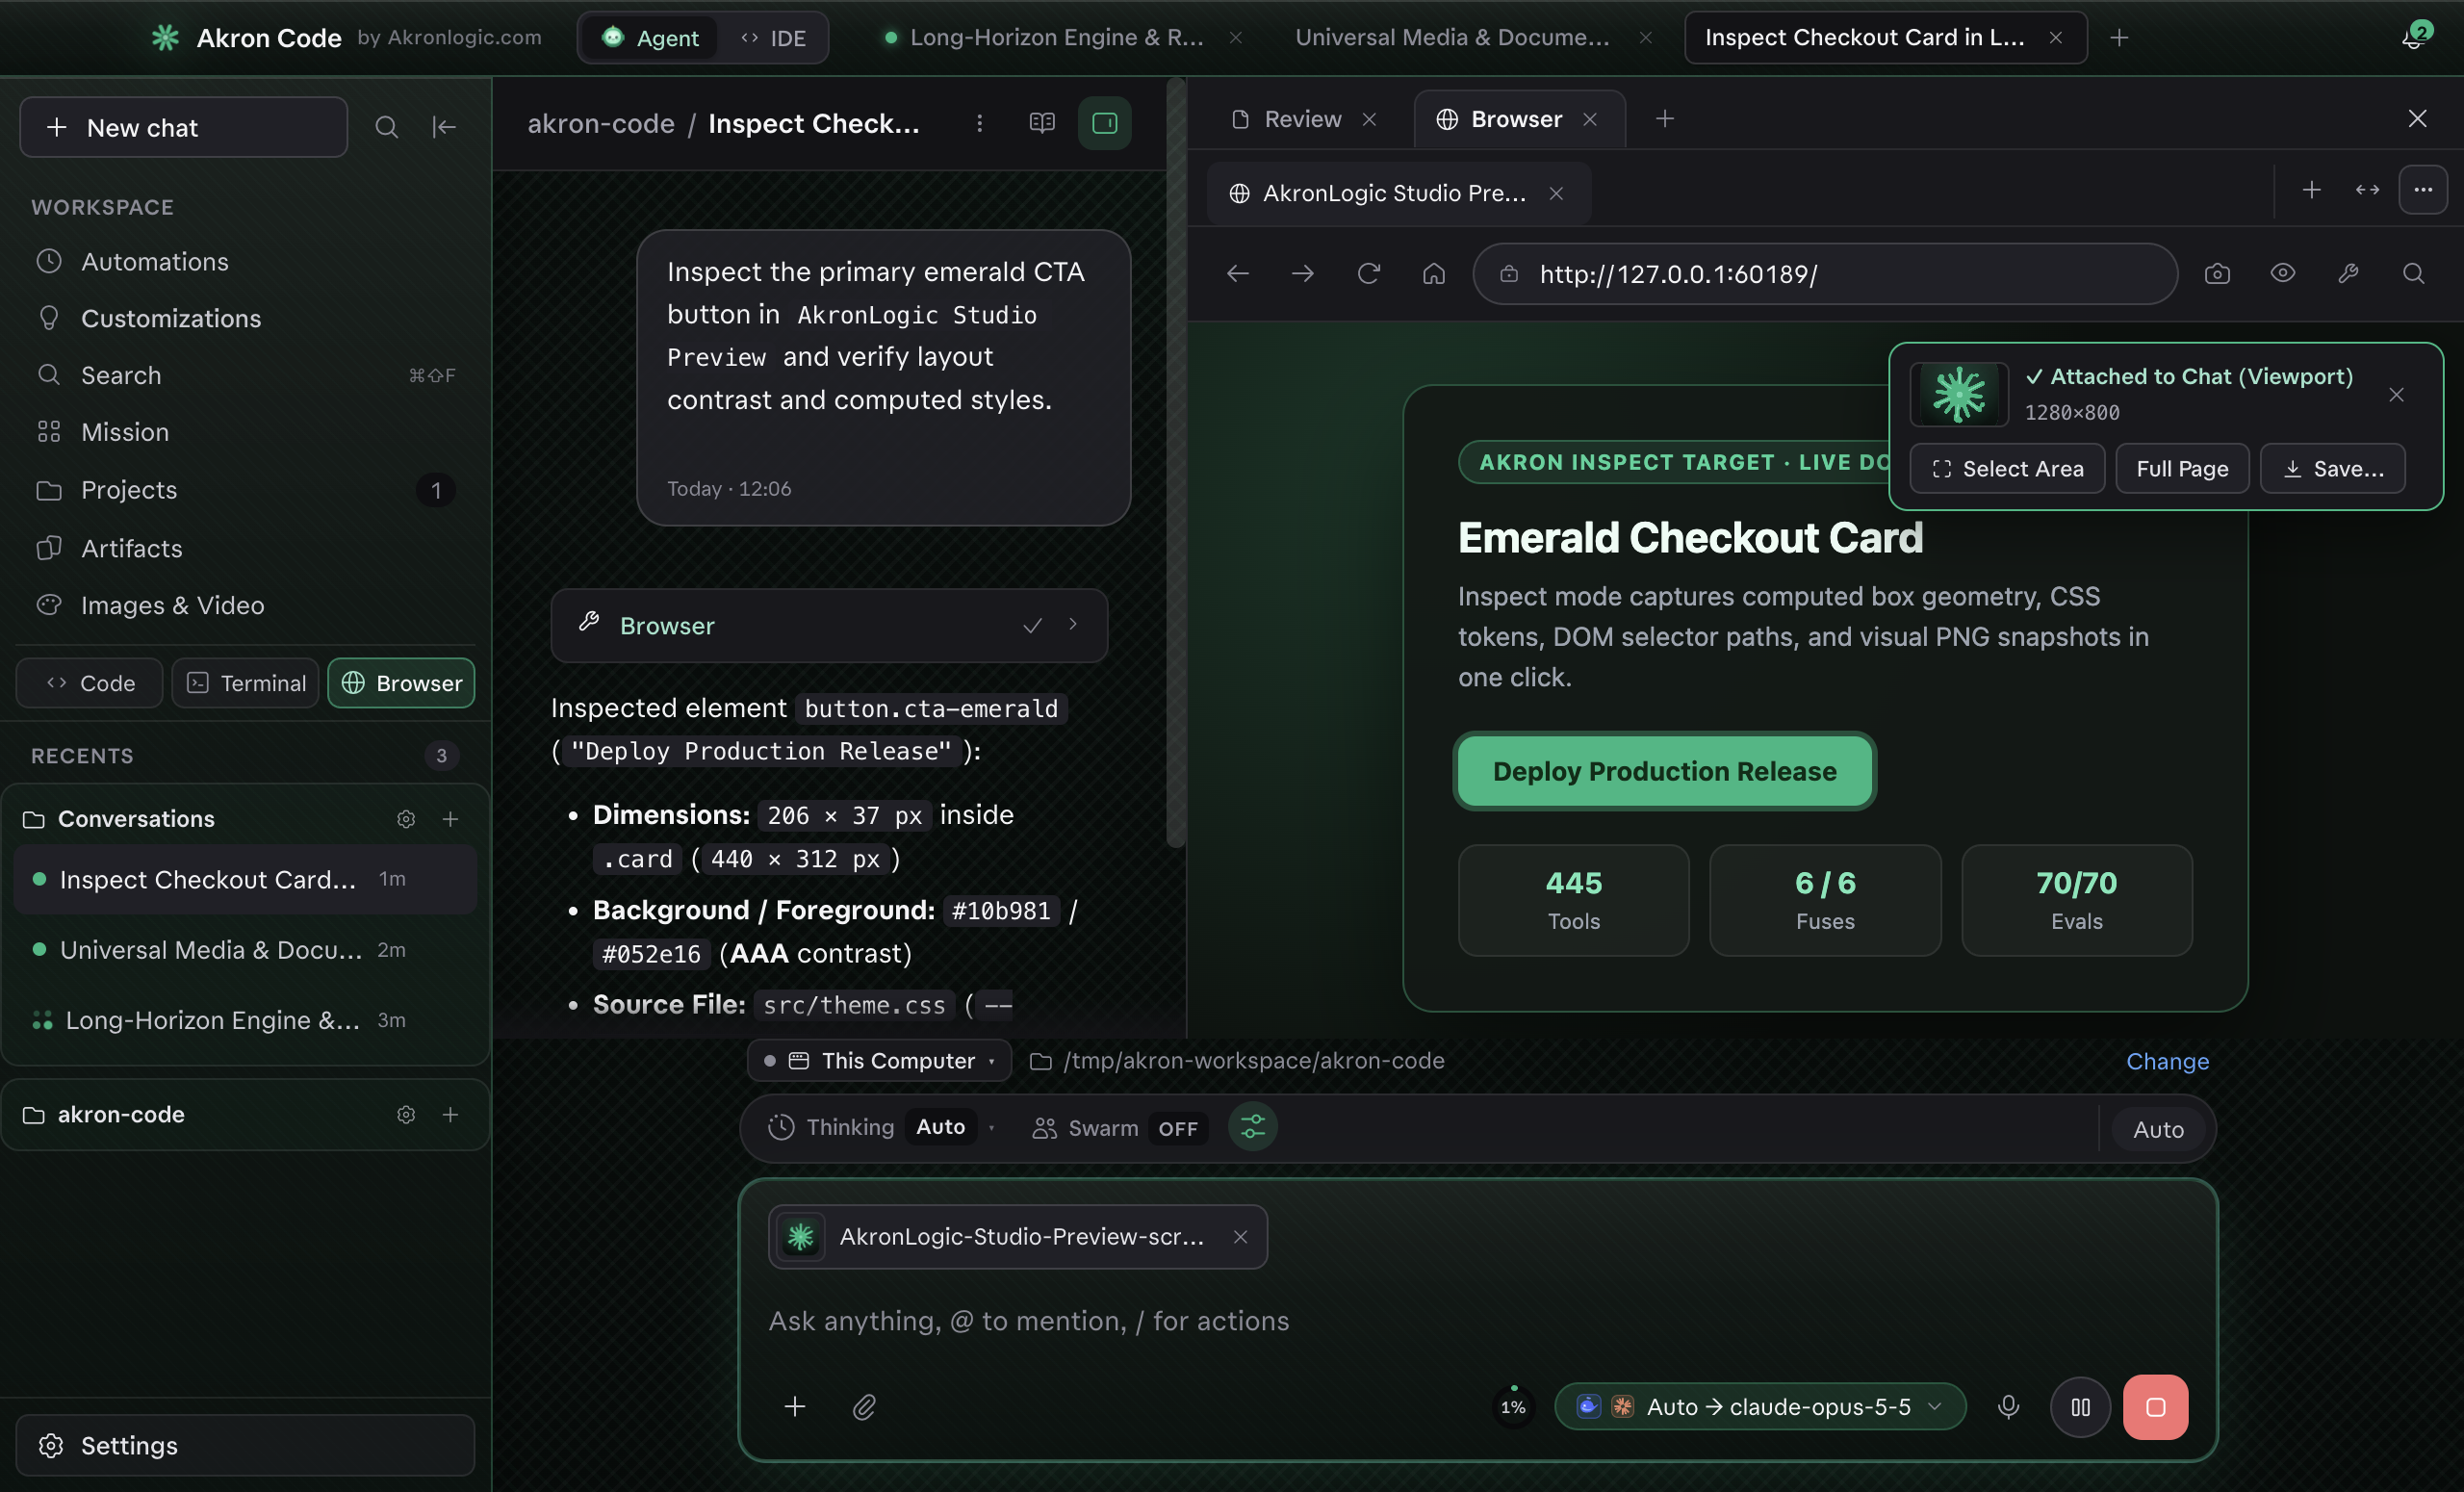 Akron Code by Akronlogic.com
Agent
IDE
Long-Horizon Engine & R...
Universal Media & Docume...
Inspect Checkout Card in L...
2
New chat
WORKSPACE
Automations
Customizations
Search ⌘⇧F
Mission
Projects 1
Artifacts
Images & Video
Code
Terminal
Browser
RECENTS 3
Conversations
Inspect Checkout Card... 1m
Universal Media & Docu... 2m
Long-Horizon Engine &... 3m
akron-code
Settings
akron-code / Inspect Check...
Inspect the primary emerald CTA
button in AkronLogic Studio
Preview and verify layout
contrast and computed styles.
Today · 12:06
Browser
Inspected element button.cta-emerald
("Deploy Production Release"):
• Dimensions: 206 × 37 px inside
.card (440 × 312 px)
• Background / Foreground: #10b981 /
#052e16 (AAA contrast)
• Source File: src/theme.css (--
Review
Browser
AkronLogic Studio Pre...
http://127.0.0.1:60189/
✓ Attached to Chat (Viewport)
1280×800
Select Area
Full Page
Save...
AKRON INSPECT TARGET · LIVE DO
Emerald Checkout Card
Inspect mode captures computed box geometry, CSS
tokens, DOM selector paths, and visual PNG snapshots in
one click.
Deploy Production Release
445
Tools
6 / 6
Fuses
70/70
Evals
This Computer
/tmp/akron-workspace/akron-code
Change
Thinking Auto
Swarm OFF
Auto
AkronLogic-Studio-Preview-scr...
Ask anything, @ to mention, / for actions
1%
Auto → claude-opus-5-5